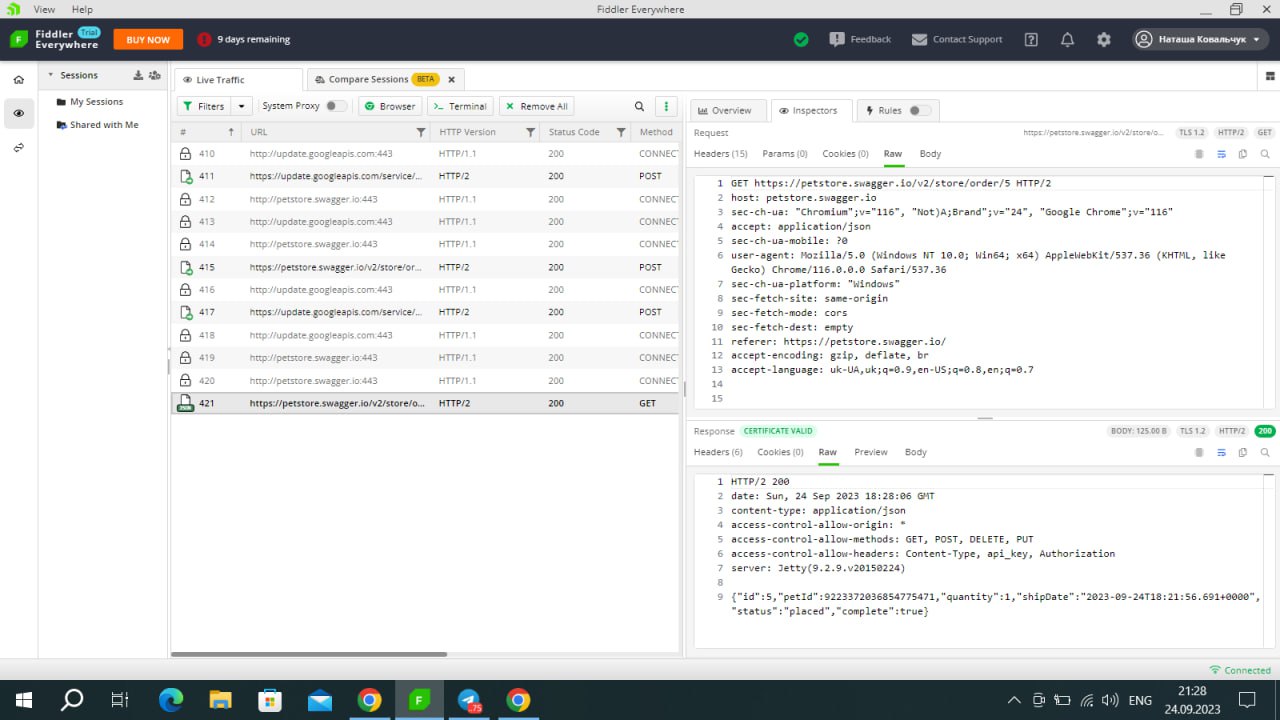 View Help Fiddler Everywhere
Fiddler Trial
Everywhere
BUY NOW
9 days remaining
Feedback
Contact Support
Наташа Ковальчук
Sessions
My Sessions
Shared with Me
Live Traffic
Compare Sessions BETA
Filters
System Proxy
Browser
Terminal
Remove All
# URL HTTP Version Status Code Method
410 http://update.googleapis.com:443 HTTP/1.1 200 CONNEC
411 https://update.googleapis.com/service/... HTTP/2 200 POST
412 http://petstore.swagger.io:443 HTTP/1.1 200 CONNEC
413 http://update.googleapis.com:443 HTTP/1.1 200 CONNEC
414 http://petstore.swagger.io:443 HTTP/1.1 200 CONNEC
415 https://petstore.swagger.io/v2/store/or... HTTP/2 200 POST
416 http://update.googleapis.com:443 HTTP/1.1 200 CONNEC
417 https://update.googleapis.com/service/... HTTP/2 200 POST
418 http://update.googleapis.com:443 HTTP/1.1 200 CONNEC
419 http://petstore.swagger.io:443 HTTP/1.1 200 CONNEC
420 http://petstore.swagger.io:443 HTTP/1.1 200 CONNEC
JSON 421 https://petstore.swagger.io/v2/store/o... HTTP/2 200 GET
Overview
Inspectors
Rules
Request https://petstore.swagger.io/v2/store/o... TLS 1.2 HTTP/2 GET
Headers (15) Params (0) Cookies (0) Raw Body
1 GET https://petstore.swagger.io/v2/store/order/5 HTTP/2
2 host: petstore.swagger.io
3 sec-ch-ua: "Chromium";v="116", "Not)A;Brand";v="24", "Google Chrome";v="116"
4 accept: application/json
5 sec-ch-ua-mobile: ?0
6 user-agent: Mozilla/5.0 (Windows NT 10.0; Win64; x64) AppleWebKit/537.36 (KHTML, like
Gecko) Chrome/116.0.0.0 Safari/537.36
7 sec-ch-ua-platform: "Windows"
8 sec-fetch-site: same-origin
9 sec-fetch-mode: cors
10 sec-fetch-dest: empty
11 referer: https://petstore.swagger.io/
12 accept-encoding: gzip, deflate, br
13 accept-language: uk-UA,uk;q=0.9,en-US;q=0.8,en;q=0.7
14
15
Response CERTIFICATE VALID BODY: 125.00 B TLS 1.2 HTTP/2 200
Headers (6) Cookies (0) Raw Preview Body
1 HTTP/2 200
2 date: Sun, 24 Sep 2023 18:28:06 GMT
3 content-type: application/json
4 access-control-allow-origin: *
5 access-control-allow-methods: GET, POST, DELETE, PUT
6 access-control-allow-headers: Content-Type, api_key, Authorization
7 server: Jetty(9.2.9.v20150224)
8
9 {"id":5,"petId":9223372036854775471,"quantity":1,"shipDate":"2023-09-24T18:21:56.691+0000",
"status":"placed","complete":true}
Connected
.75
ENG
21:28
24.09.2023